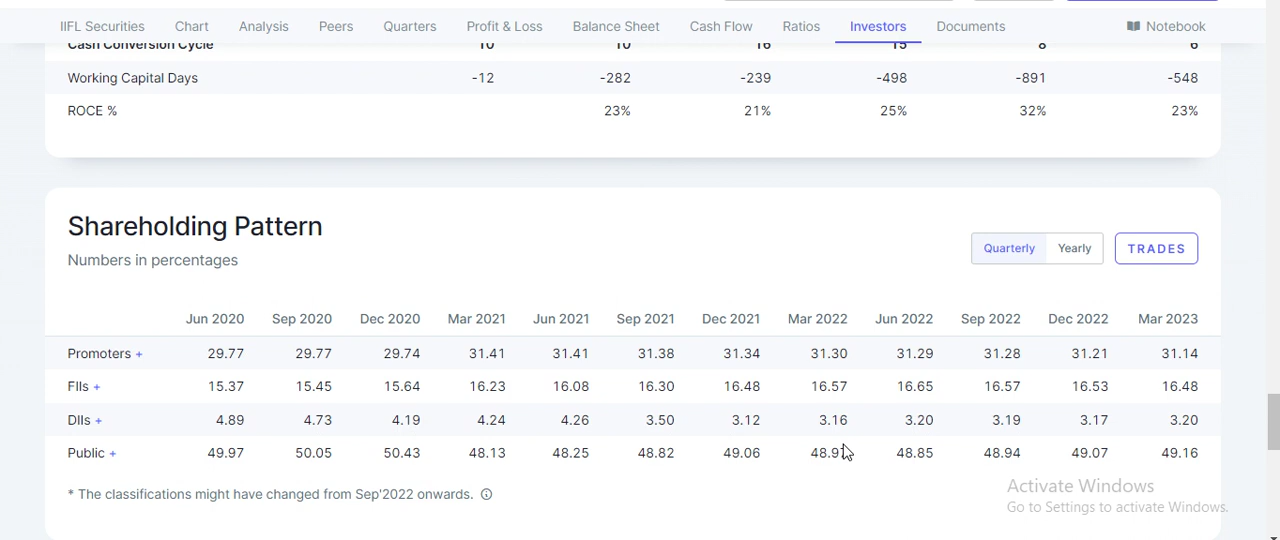 IIFL Securities Chart Analysis Peers Quarters Profit & Loss Balance Sheet Cash Flow Ratios Investors Documents Notebook
Cash Conversion Cycle 10 10 16 15 8 6
Working Capital Days -12 -282 -239 -498 -891 -548
ROCE % 23% 21% 25% 32% 23%
Shareholding Pattern
Numbers in percentages
Quarterly Yearly TRADES
Jun 2020 Sep 2020 Dec 2020 Mar 2021 Jun 2021 Sep 2021 Dec 2021 Mar 2022 Jun 2022 Sep 2022 Dec 2022 Mar 2023
Promoters + 29.77 29.77 29.74 31.41 31.41 31.38 31.34 31.30 31.29 31.28 31.21 31.14
FIIs + 15.37 15.45 15.64 16.23 16.08 16.30 16.48 16.57 16.65 16.57 16.53 16.48
DIIs + 4.89 4.73 4.19 4.24 4.26 3.50 3.12 3.16 3.20 3.19 3.17 3.20
Public + 49.97 50.05 50.43 48.13 48.25 48.82 49.06 48.85 48.94 49.07 49.16
* The classifications might have changed from Sep'2022 onwards.
Activate Windows
Go to Settings to activate Windows.